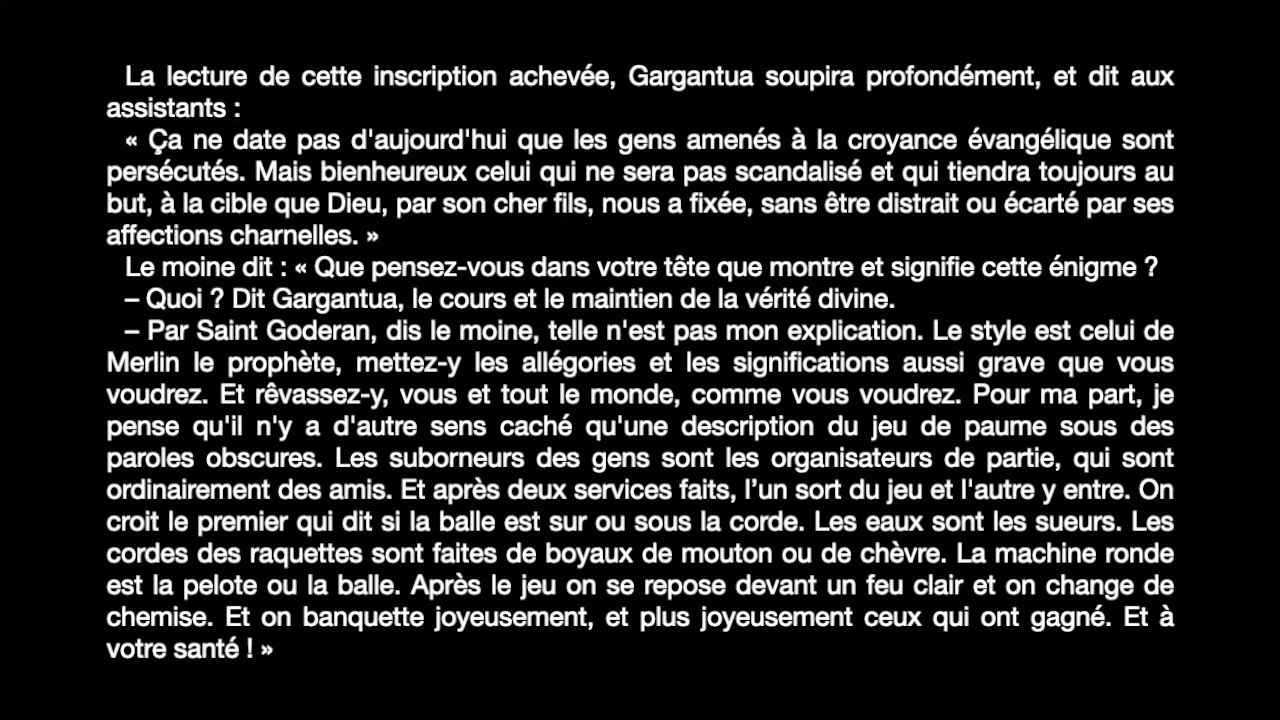 La lecture de cette inscription achevée, Gargantua soupira profondément, et dit aux
assistants :
« Ça ne date pas d'aujourd'hui que les gens amenés à la croyance évangélique sont
persécutés. Mais bienheureux celui qui ne sera pas scandalisé et qui tiendra toujours au
but, à la cible que Dieu, par son cher fils, nous a fixée, sans être distrait ou écarté par ses
affections charnelles. »
Le moine dit : « Que pensez-vous dans votre tête que montre et signifie cette énigme ?
– Quoi ? Dit Gargantua, le cours et le maintien de la vérité divine.
– Par Saint Goderan, dis le moine, telle n'est pas mon explication. Le style est celui de
Merlin le prophète, mettez-y les allégories et les significations aussi grave que vous
voudrez. Et rêvassez-y, vous et tout le monde, comme vous voudrez. Pour ma part, je
pense qu'il n'y a d'autre sens caché qu'une description du jeu de paume sous des
paroles obscures. Les suborneurs des gens sont les organisateurs de partie, qui sont
ordinairement des amis. Et après deux services faits, l’un sort du jeu et l'autre y entre. On
croit le premier qui dit si la balle est sur ou sous la corde. Les eaux sont les sueurs. Les
cordes des raquettes sont faites de boyaux de mouton ou de chèvre. La machine ronde
est la pelote ou la balle. Après le jeu on se repose devant un feu clair et on change de
chemise. Et on banquette joyeusement, et plus joyeusement ceux qui ont gagné. Et à
votre santé ! »